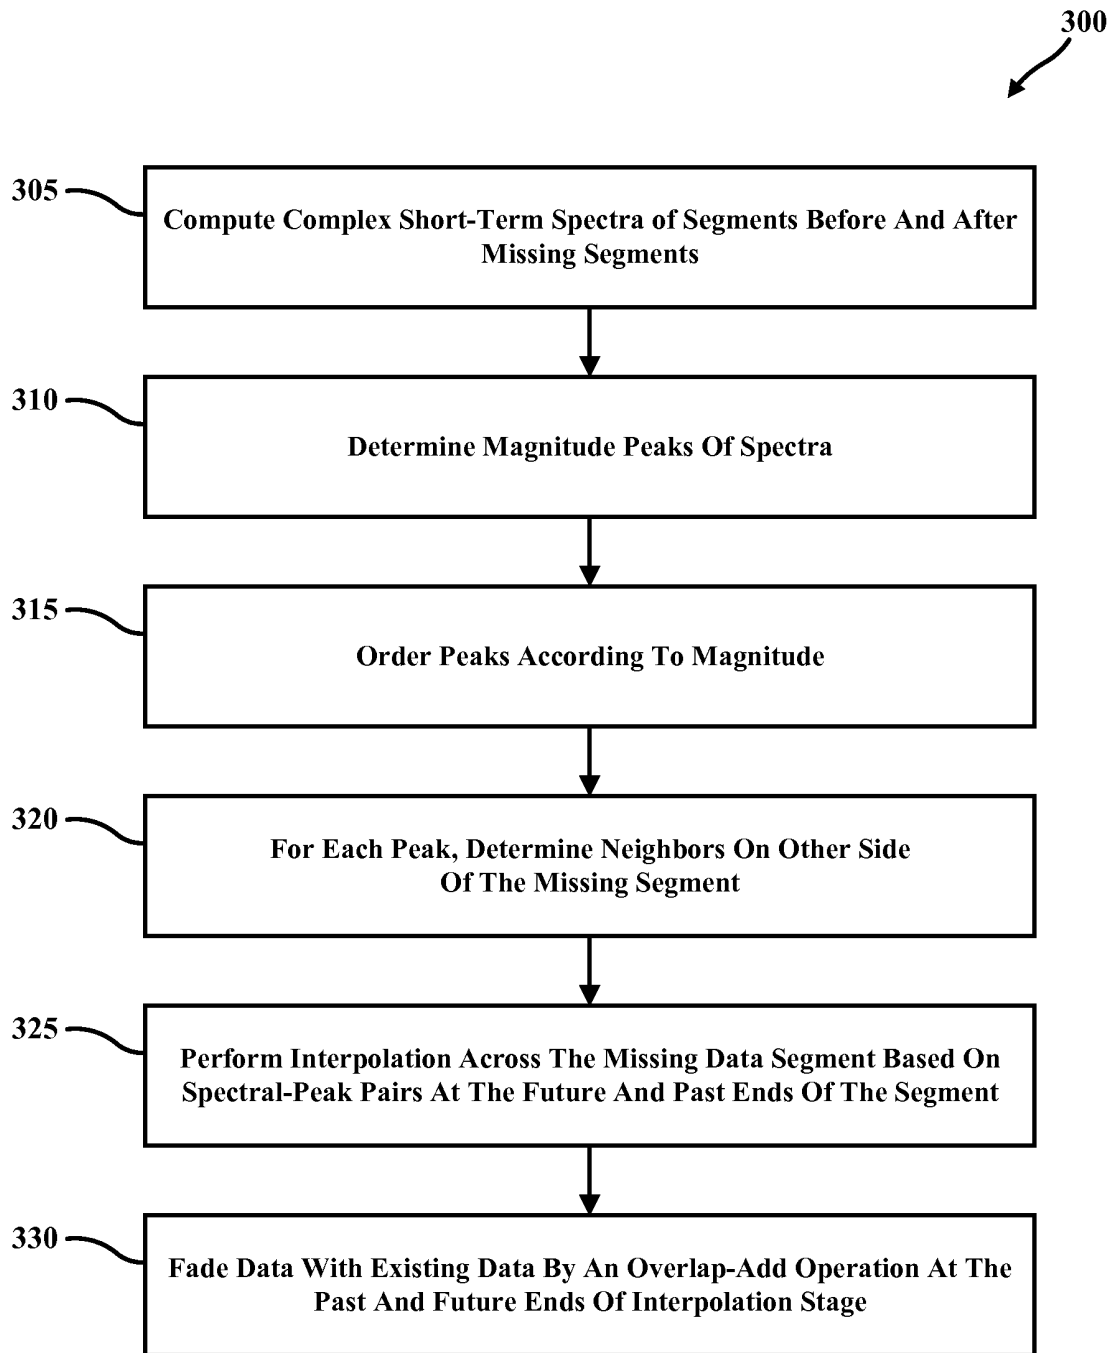 300
305
Compute Complex Short-Term Spectra of Segments Before And After
Missing Segments
310
Determine Magnitude Peaks Of Spectra
315
Order Peaks According To Magnitude
320
For Each Peak, Determine Neighbors On Other Side
Of The Missing Segment
325
Perform Interpolation Across The Missing Data Segment Based On
Spectral-Peak Pairs At The Future And Past Ends Of The Segment
330
Fade Data With Existing Data By An Overlap-Add Operation At The
Past And Future Ends Of Interpolation Stage